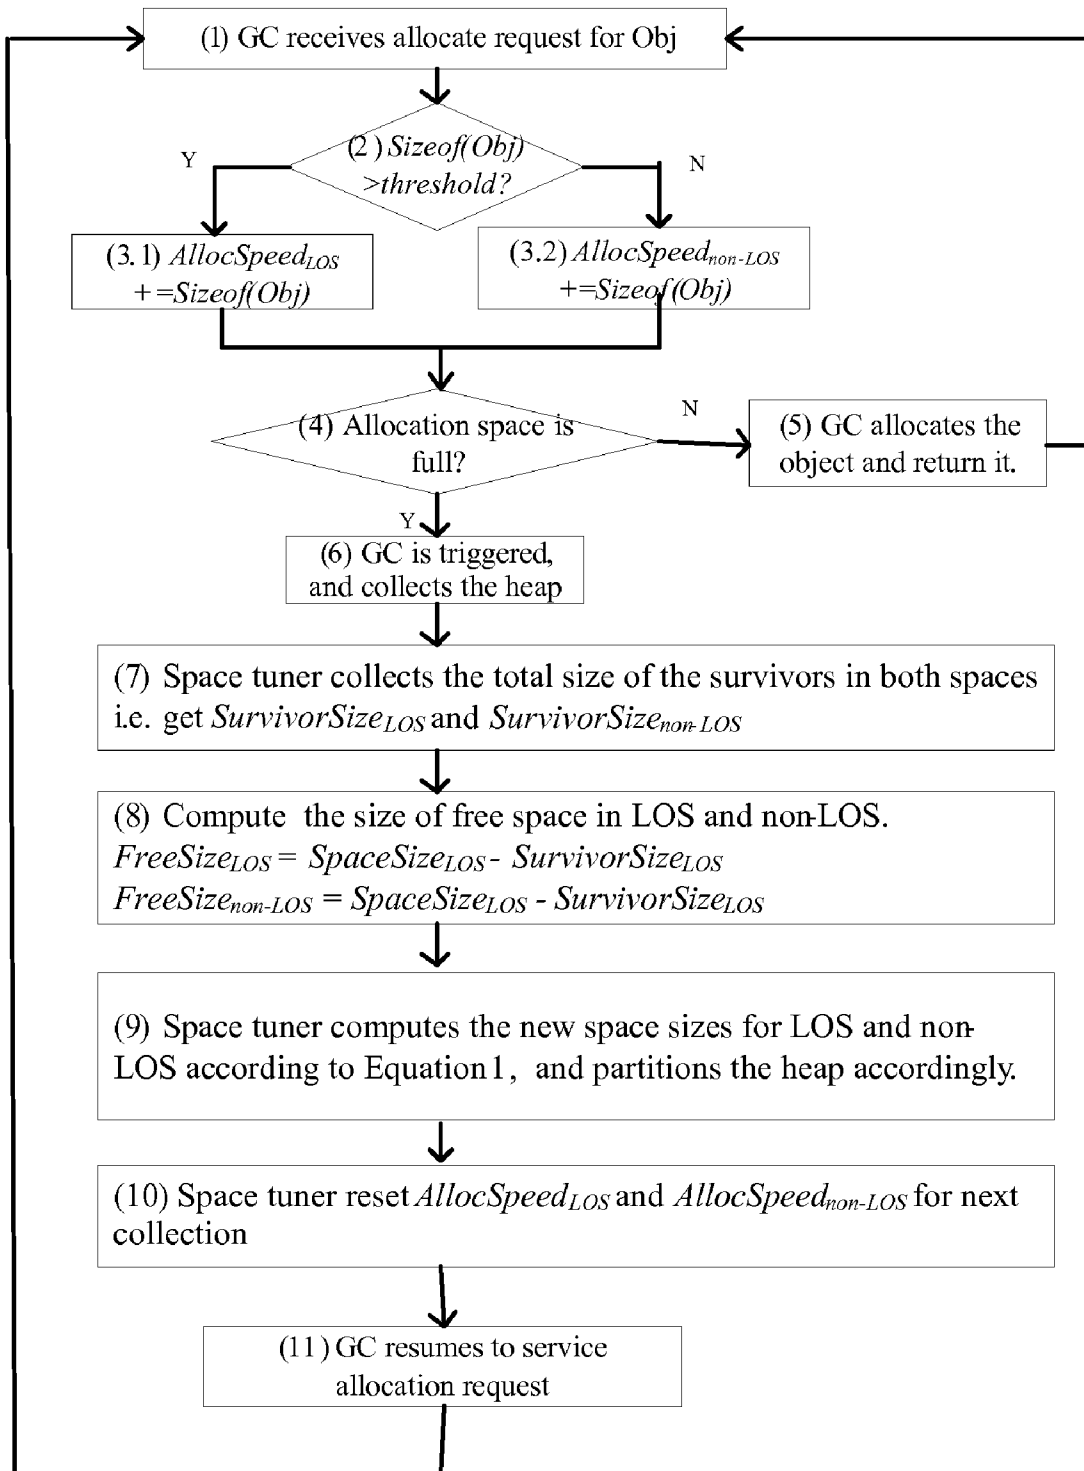 (1) GC receives allocate request for Obj
(2) Sizeof(Obj)
>threshold?
Y
N
(3.1) AllocSpeedLOS
+=Sizeof(Obj)
(3.2) AllocSpeednon-LOS
+=Sizeof(Obj)
(4) Allocation space is
full?
N
(5) GC allocates the
object and return it.
Y
(6) GC is triggered,
and collects the heap
(7) Space tuner collects the total size of the survivors in both spaces
i.e. get SurvivorSizeLOS and SurvivorSizenon-LOS
(8) Compute the size of free space in LOS and non-LOS.
FreeSizeLOS = SpaceSizeLOS - SurvivorSizeLOS
FreeSizenon-LOS = SpaceSizeLOS - SurvivorSizeLOS
(9) Space tuner computes the new space sizes for LOS and non-
LOS according to Equation 1, and partitions the heap accordingly.
(10) Space tuner reset AllocSpeedLOS and AllocSpeednon-LOS for next
collection
(11) GC resumes to service
allocation request